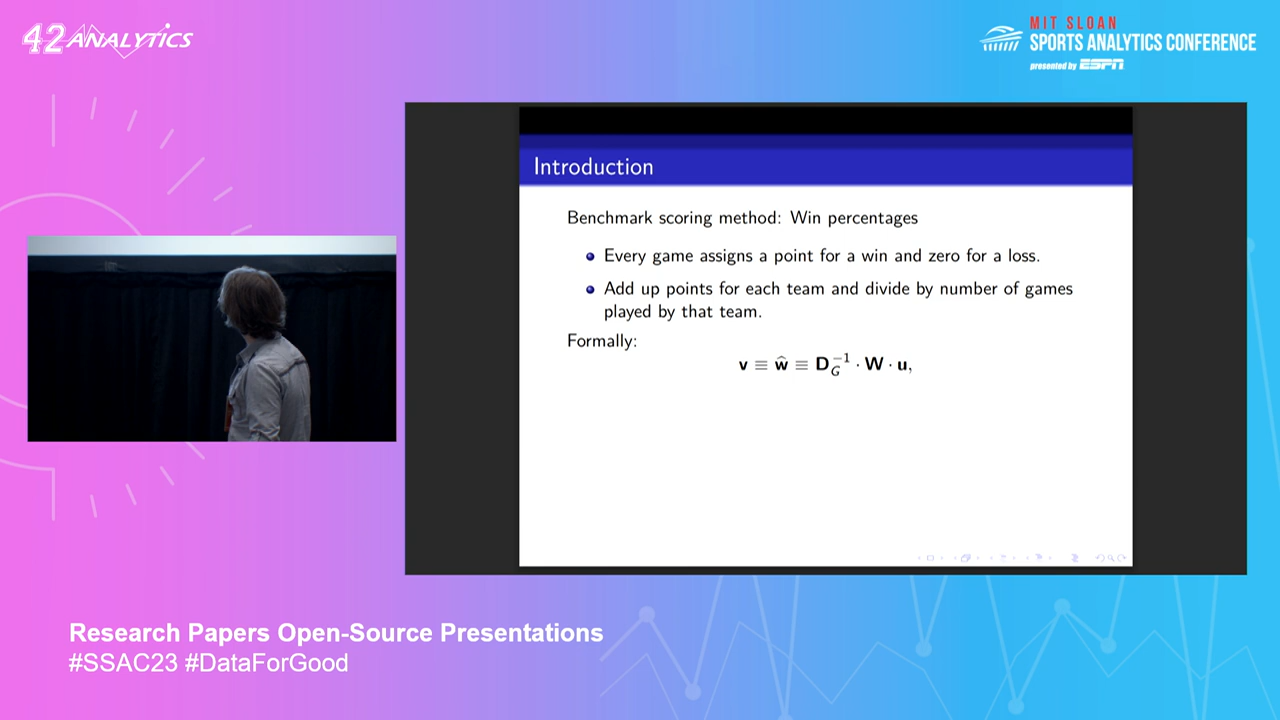 42 ANALYTICS
MIT SLOAN
SPORTS ANALYTICS CONFERENCE
presented by ESPN
Introduction
Benchmark scoring method: Win percentages
Every game assigns a point for a win and zero for a loss.
Add up points for each team and divide by number of games
played by that team.
Formally:
v ≡ ŵ ≡ D_G^{-1} · W · u,
Research Papers Open-Source Presentations
#SSAC23 #DataForGood